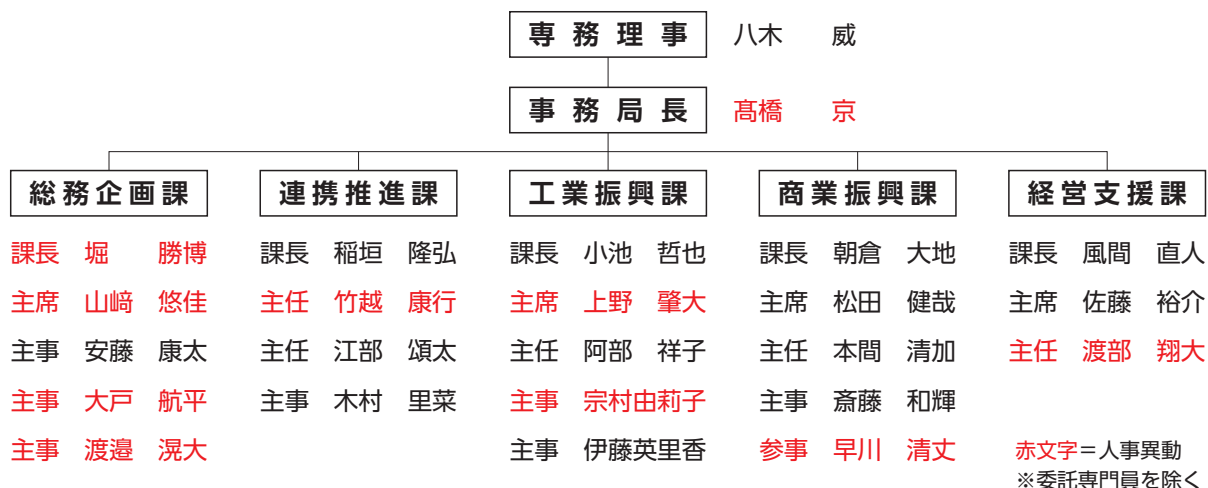 専務理事 八木 威
事務局長 髙橋 京
総務企画課 連携推進課 工業振興課 商業振興課 経営支援課
課長 堀 勝博 課長 稲垣 隆弘 課長 小池 哲也 課長 朝倉 大地 課長 風間 直人
主席 山﨑 悠佳 主任 竹越 康行 主席 上野 肇大 主席 松田 健哉 主席 佐藤 裕介
主事 安藤 康太 主任 江部 頌太 主任 阿部 祥子 主任 本間 清加 主任 渡部 翔大
主事 大戸 航平 主事 木村 里菜 主事 宗村由莉子 主事 斎藤 和輝
主事 渡邉 滉大 主事 伊藤英里香 参事 早川 清丈 赤文字=人事異動
※委託専門員を除く